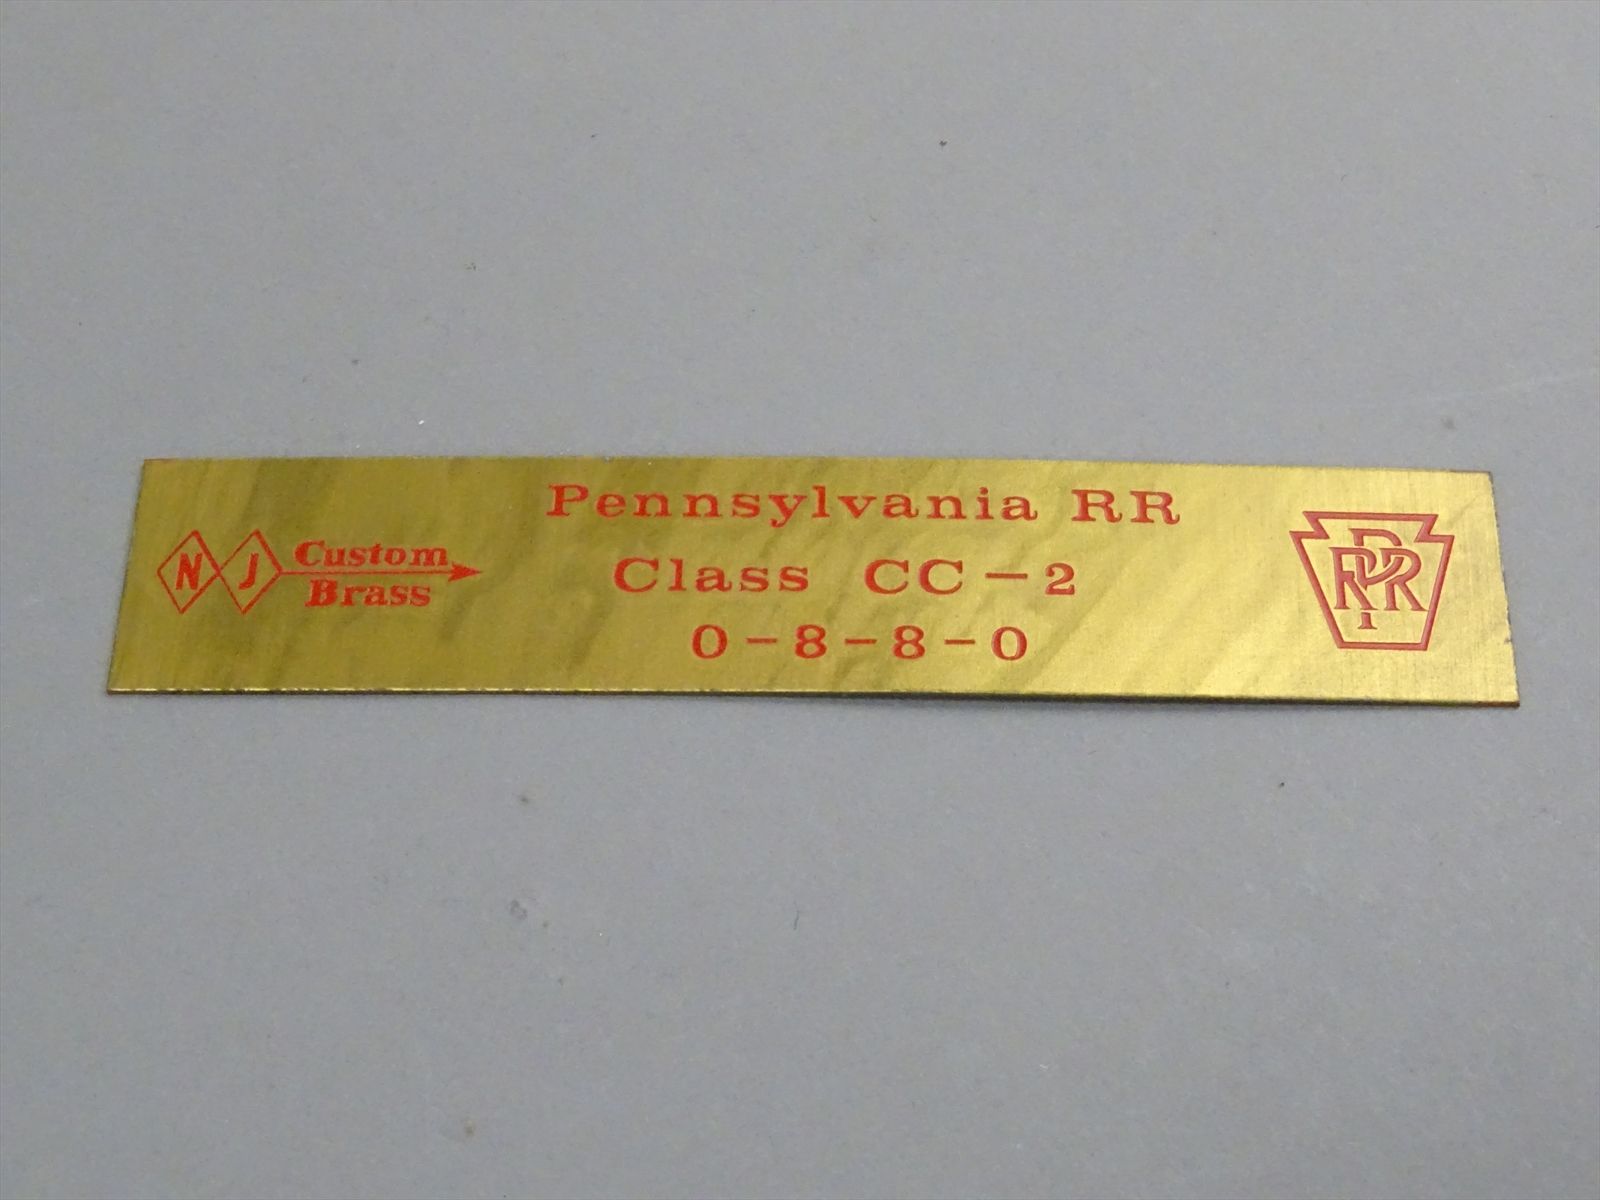 N J Custom
Brass
Pennsylvania RR
Class CC-2
0-8-8-0
PRR